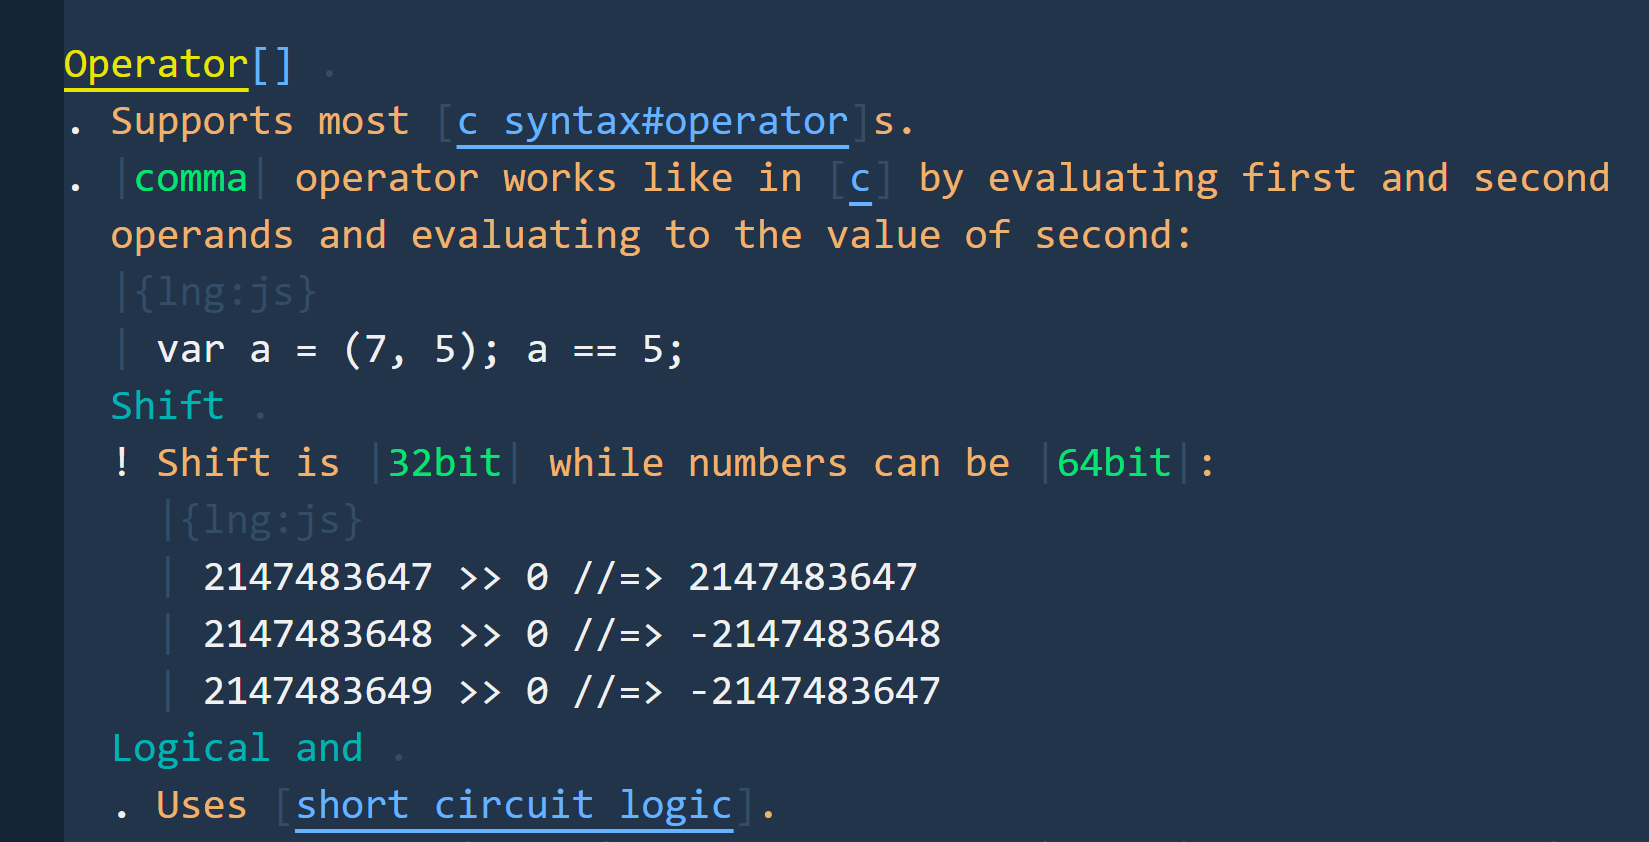 Operator[] .
. Supports most [c syntax#operator]s.
. |comma| operator works like in [c] by evaluating first and second
operands and evaluating to the value of second:
|{lng:js}
| var a = (7, 5); a == 5;
Shift .
! Shift is |32bit| while numbers can be |64bit|:
|{lng:js}
| 2147483647 >> 0 //=> 2147483647
| 2147483648 >> 0 //=> -2147483648
| 2147483649 >> 0 //=> -2147483647
Logical and .
. Uses [short circuit logic].